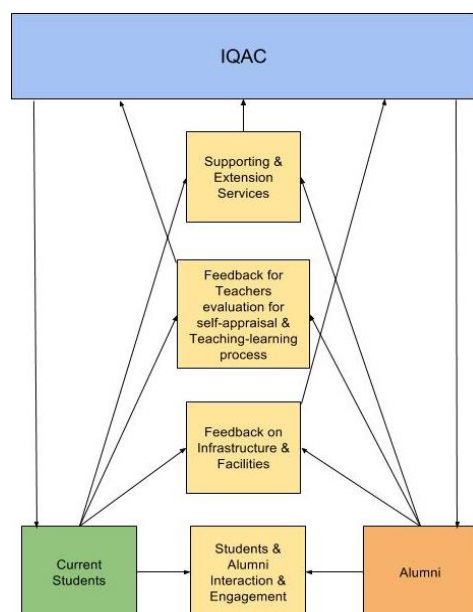 IQAC
Supporting &
Extension
Services
Feedback for
Teachers
evaluation for
self-appraisal &
Teaching-learning
process
Feedback on
Infrastructure &
Facilities
Current
Students
Students &
Alumni
Interaction &
Engagement
Alumni